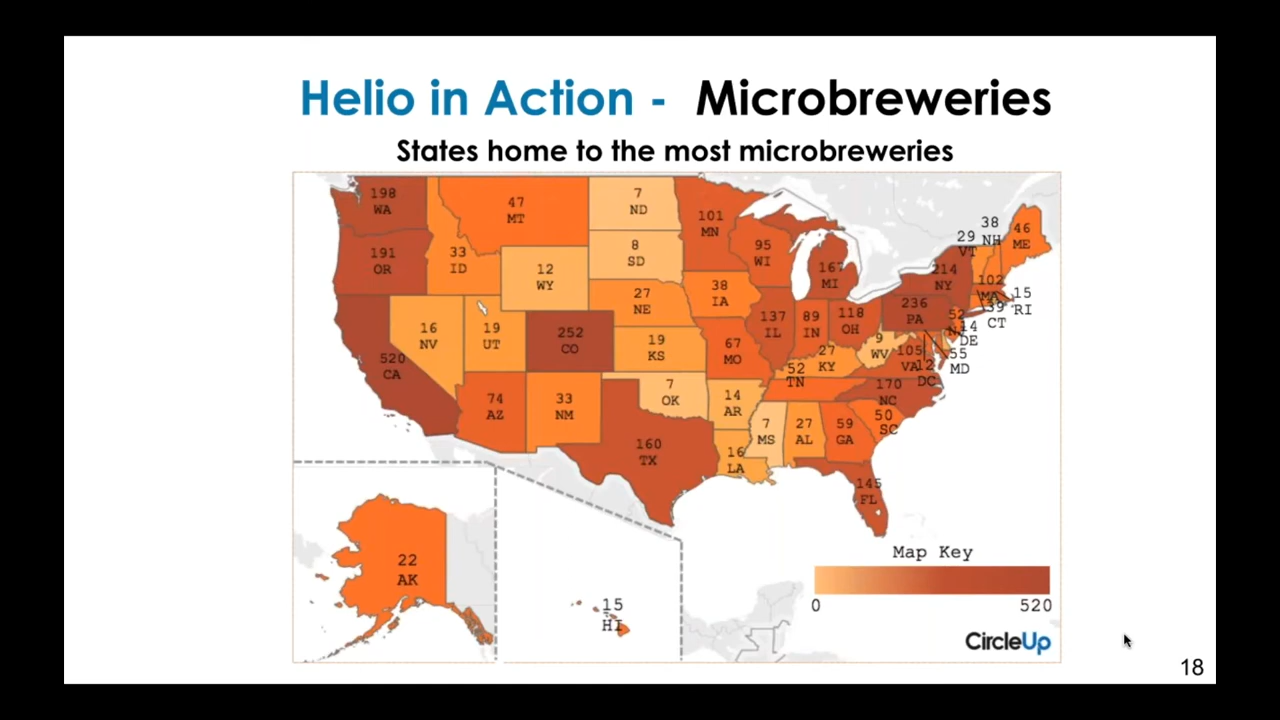 Helio in Action - Microbreweries
States home to the most microbreweries
198
WA
47
MT
7
ND
101
MN
38
NH
46
ME
29
VT
191
OR
33
ID
8
SD
95
WI
167
MI
214
NY
102
MA
15
RI
12
WY
27
NE
38
IA
236
PA
39
CT
52
NJ
14
DE
16
NV
19
UT
252
CO
19
KS
137
IL
89
IN
118
OH
9
WV
55
MD
520
CA
67
MO
27
KY
105
VA
12
DC
74
AZ
33
NM
7
OK
14
AR
52
TN
170
NC
160
TX
16
LA
7
MS
27
AL
59
GA
50
SC
145
FL
22
AK
15
HI
Map Key
0 520
CircleUp
18